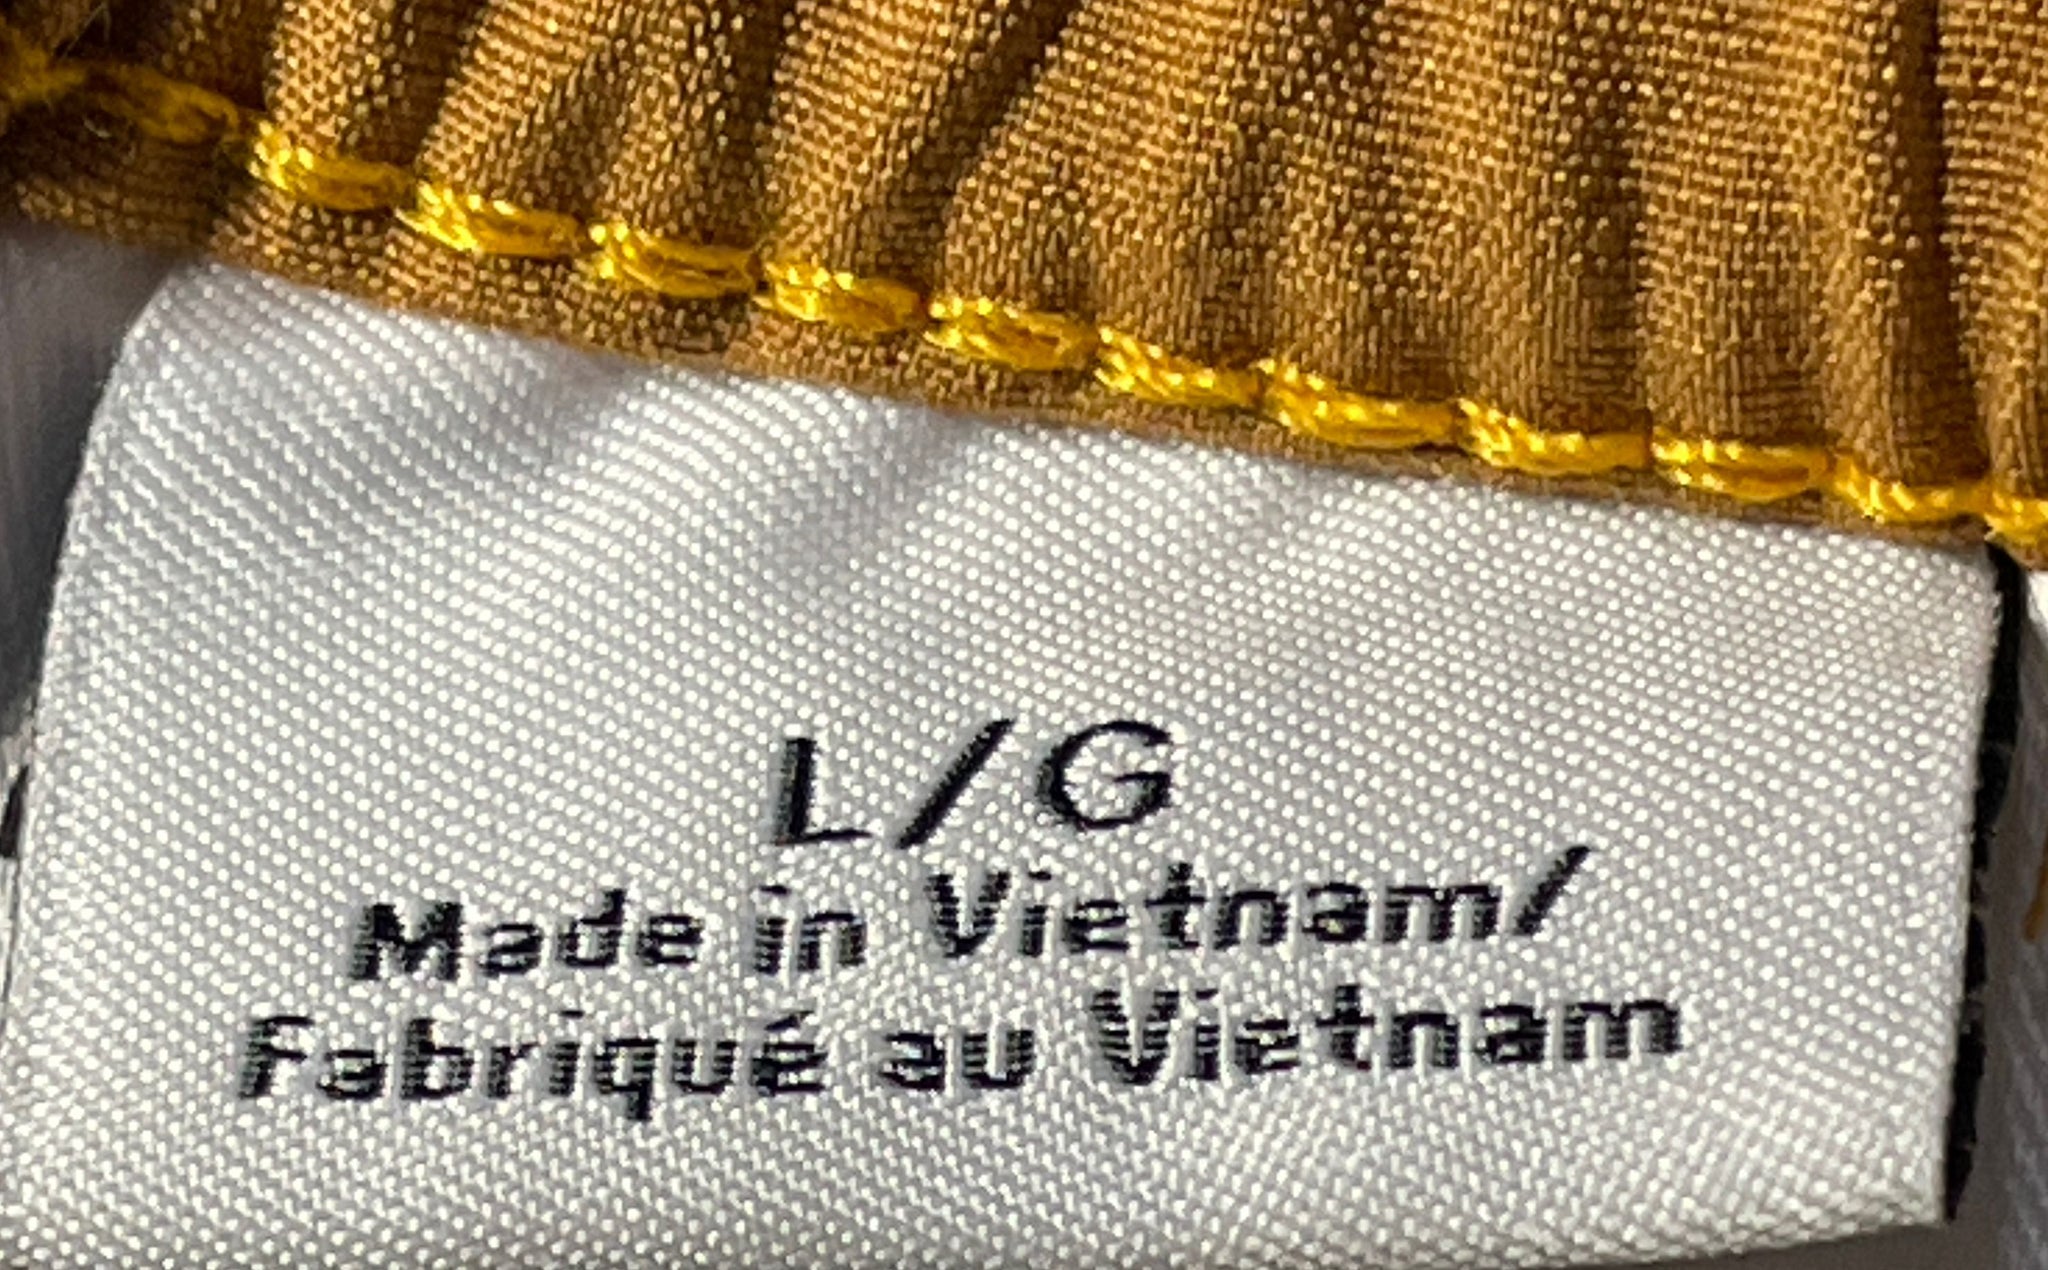 L/G
Made in Vietnam/
Fabriqué au Vietnam